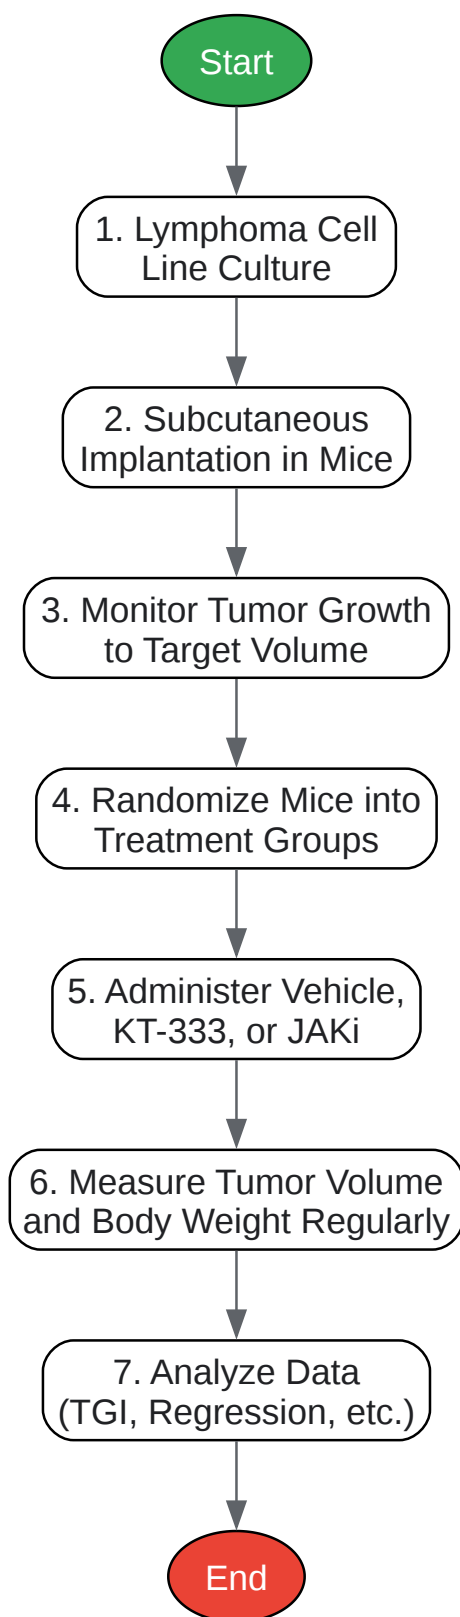 Start
1. Lymphoma Cell
Line Culture
2. Subcutaneous
Implantation in Mice
3. Monitor Tumor Growth
to Target Volume
4. Randomize Mice into
Treatment Groups
5. Administer Vehicle,
KT-333, or JAKi
6. Measure Tumor Volume
and Body Weight Regularly
7. Analyze Data
(TGI, Regression, etc.)
End